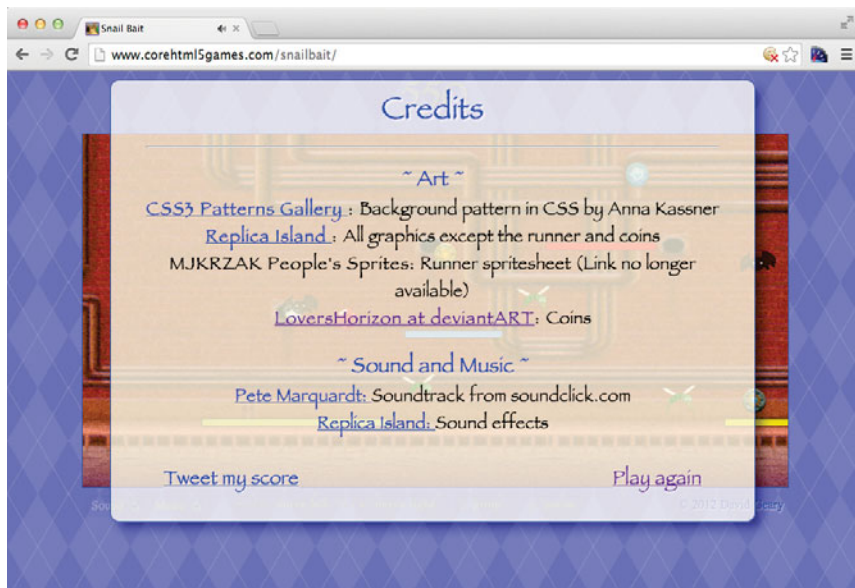 Snail Bait
www.corehtml5games.com/snailbait/
Credits
~ Art ~
CSS3 Patterns Gallery : Background pattern in CSS by Anna Kassner
Replica Island : All graphics except the runner and coins
MJKRZAK People's Sprites: Runner spritesheet (Link no longer
available)
LoversHorizon at deviantART: Coins
~ Sound and Music ~
Pete Marquardt: Soundtrack from soundclick.com
Replica Island: Sound effects
Tweet my score
Play again
© 2012 David Geary